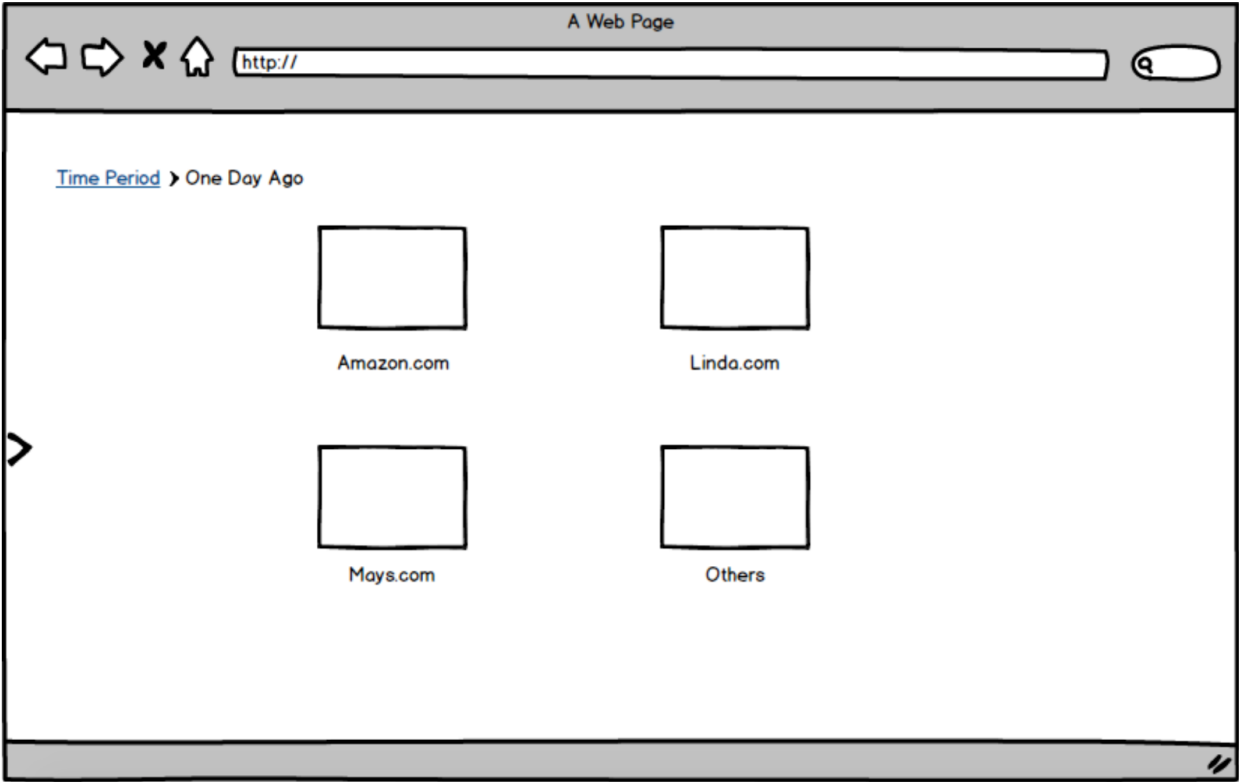 A Web Page
http://
Time Period > One Day Ago
Amazon.com
Linda.com
Mays.com
Others